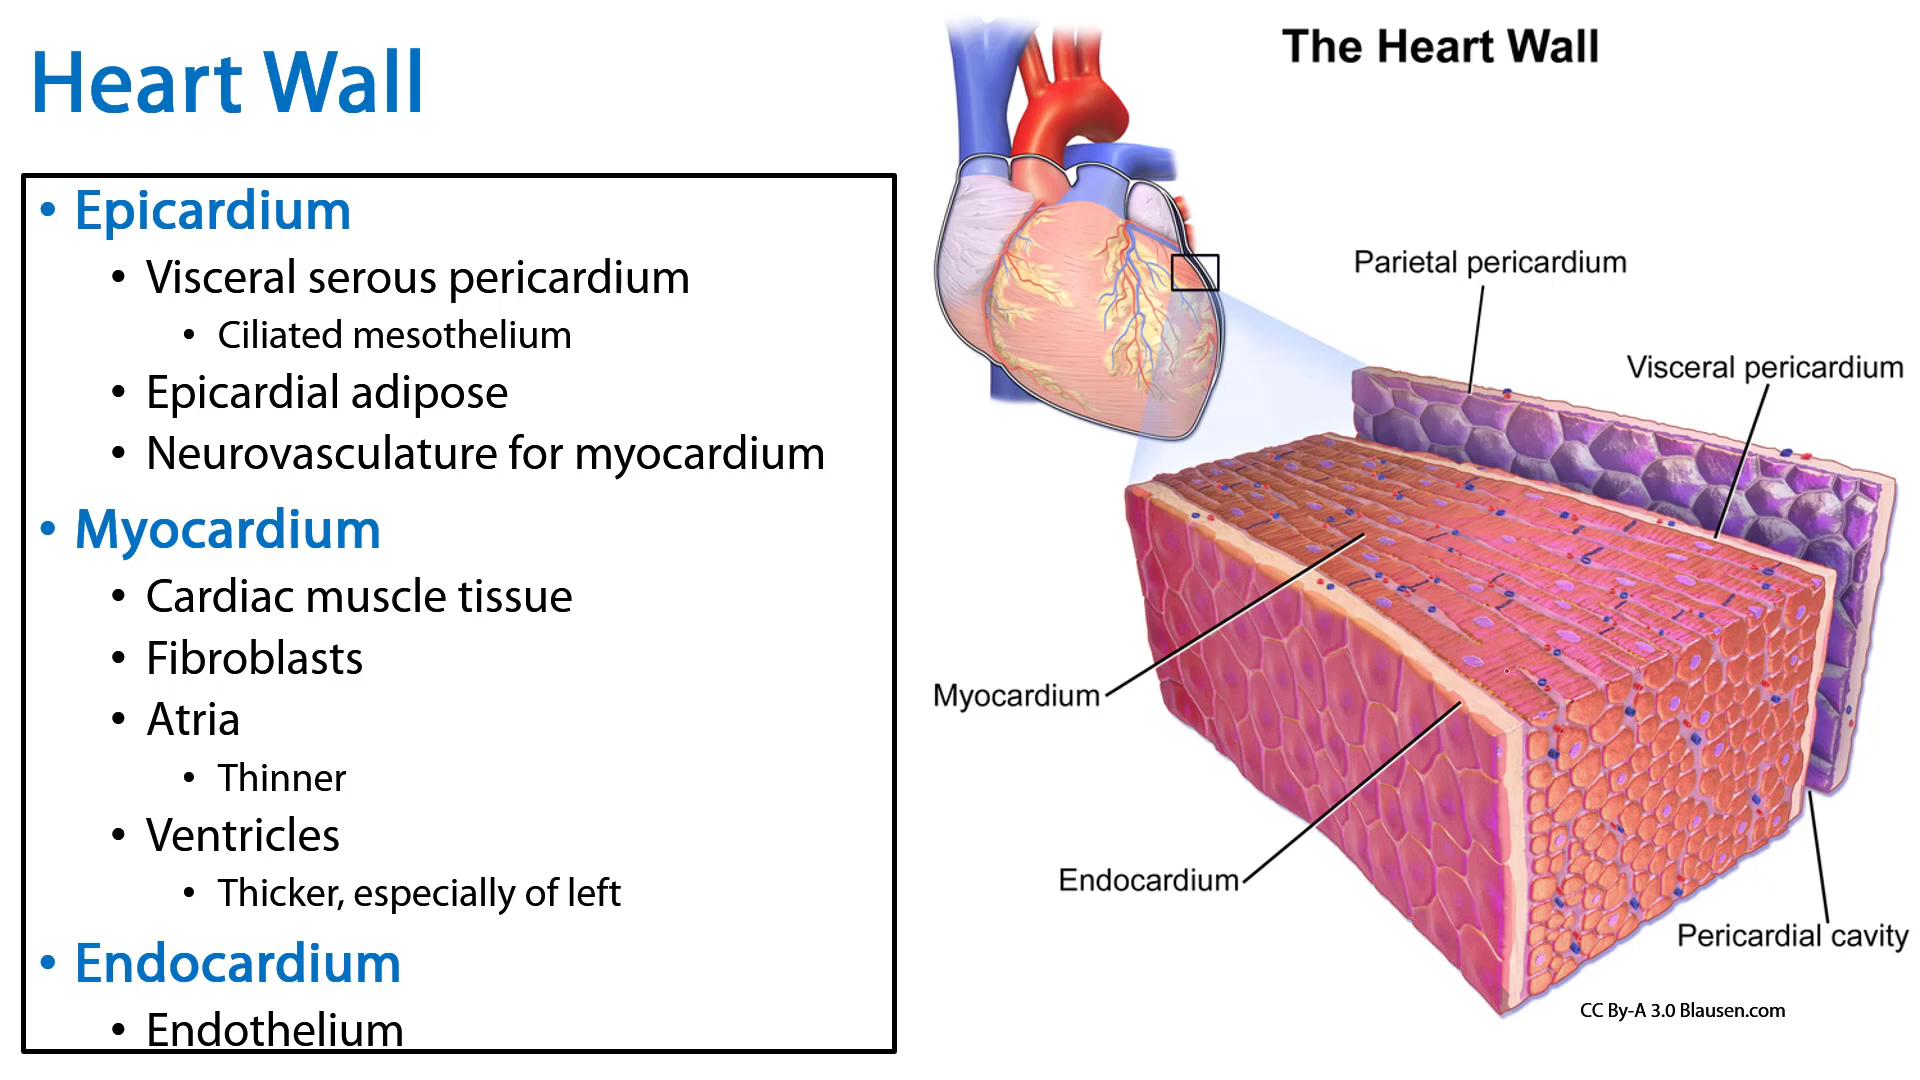 Heart Wall
• Epicardium
• Visceral serous pericardium
• Ciliated mesothelium
• Epicardial adipose
• Neurovasculature for myocardium
• Myocardium
• Cardiac muscle tissue
• Fibroblasts
• Atria
• Thinner
• Ventricles
• Thicker, especially of left
• Endocardium
• Endothelium
The Heart Wall
Parietal pericardium
Visceral pericardium
Myocardium
Endocardium
Pericardial cavity
CC By-A 3.0 Blausen.com